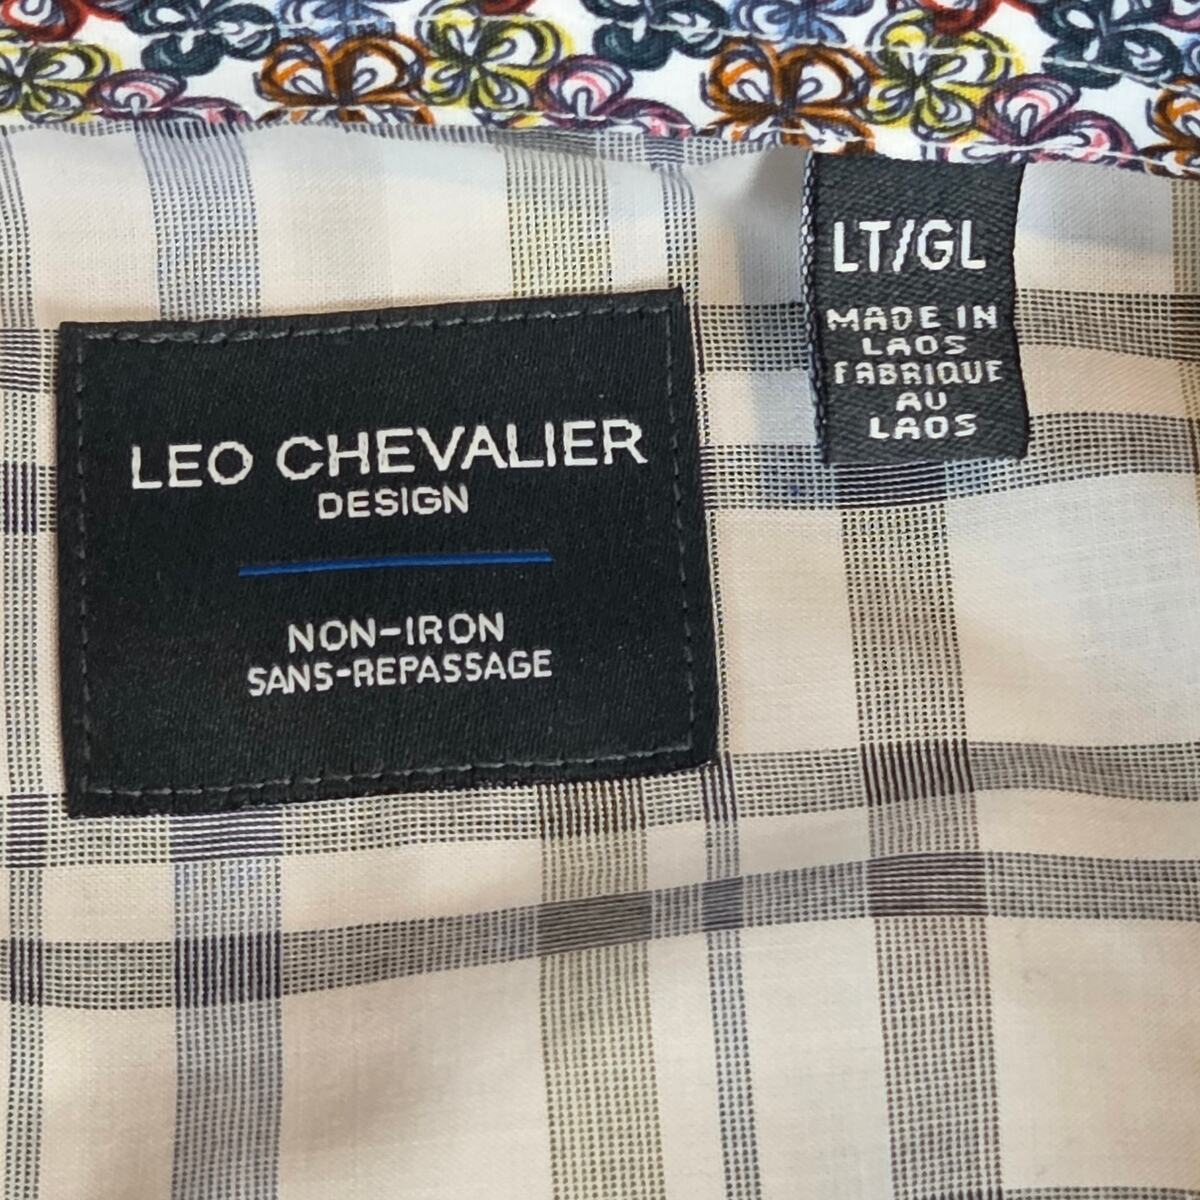 LEO CHEVALIER
DESIGN
NON-IRON
SANS-REPASSAGE
LT/GL
MADE IN
LAOS
FABRIQUE
AU
LAOS